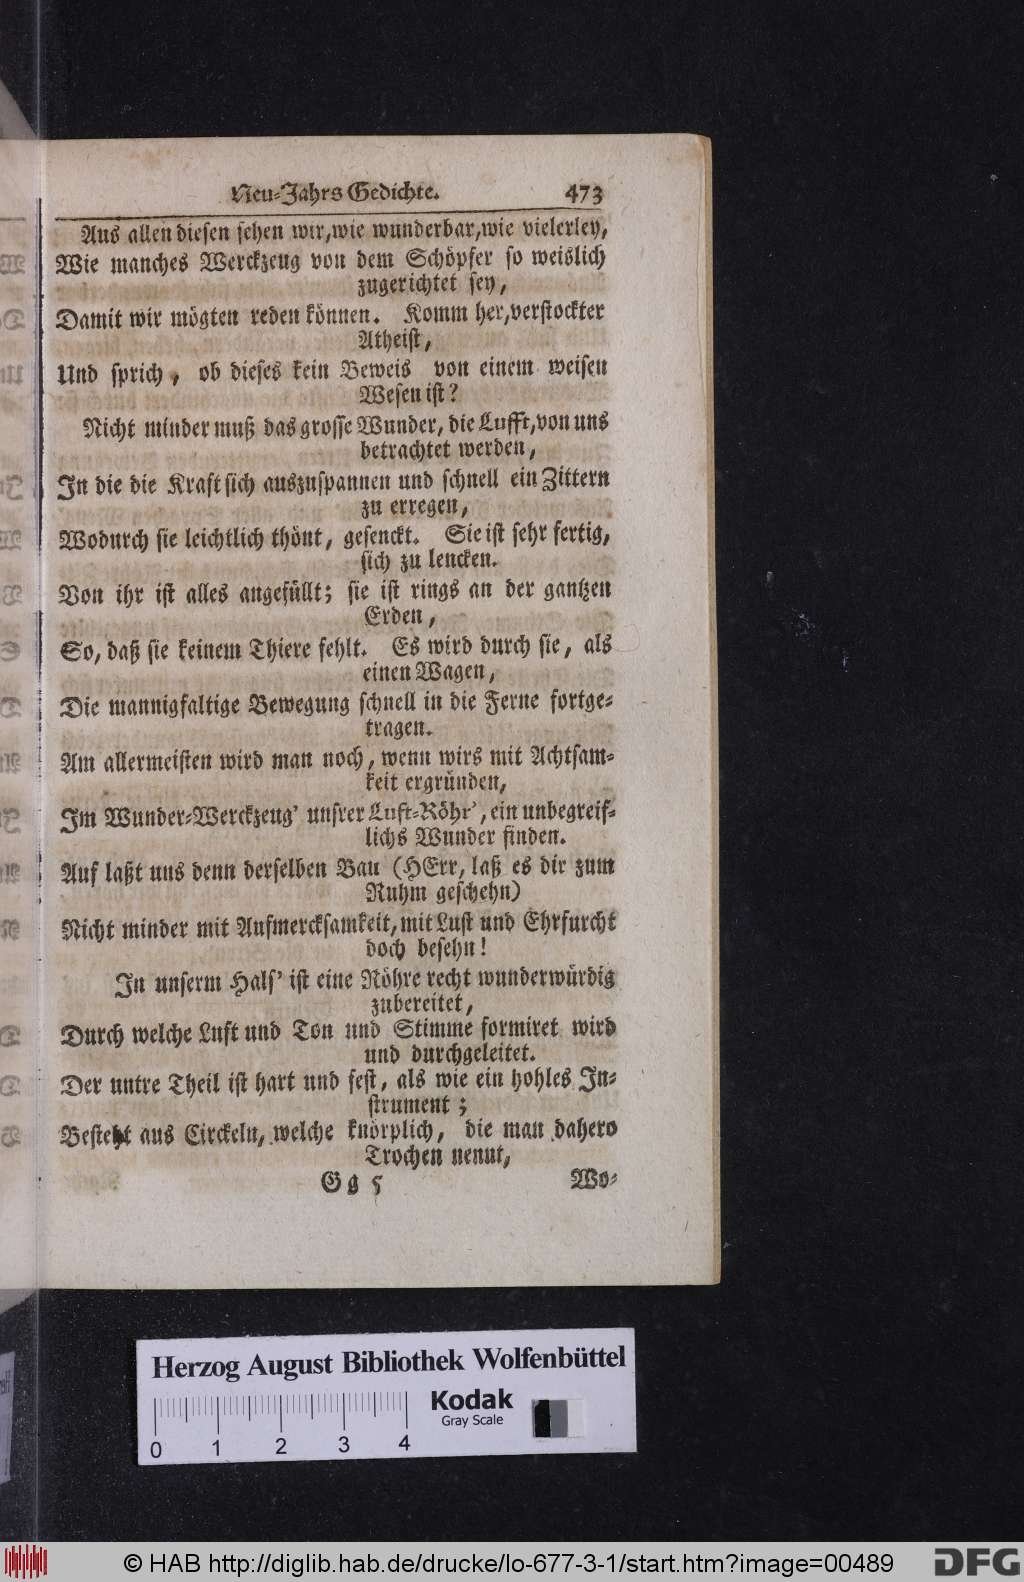 Neu-Jahrs Gedichte. 473
Aus allen diesen sehen wir, wie wunderbar, wie vielerley,
Wie manches Werckzeug von dem Schöpfer so weislich
zugerichtet sey,
Damit wir mögten reden können. Komm her, verstockter
Atheist,
Und sprich, ob dieses kein Beweis von einem weisen
Wesen ist?
Nicht minder muß das grosse Wunder, die Lufft, von uns
betrachtet werden,
In die die Kraft sich auszuspannen und schnell ein Zittern
zu erregen,
Wodurch sie leichtlich thönt, gesenckt. Sie ist sehr fertig,
sich zu lencken.
Von ihr ist alles angefüllt; sie ist rings an der gantzen
Erden,
So, daß sie keinem Thiere fehlt. Es wird durch sie, als
einen Wagen,
Die mannigfaltige Bewegung schnell in die Ferne fortge-
tragen.
Am allermeisten wird man noch, wenn wirs mit Achtsam-
keit ergründen,
Im Wunder-Werckzeug' unsrer Luft-Röhr', ein unbegreif-
lichs Wunder finden.
Auf laßt uns denn derselben Bau (HErr, laß es dir zum
Ruhm geschehn)
Nicht minder mit Aufmercksamkeit, mit Lust und Ehrfurcht
doch besehn!
In unserm Hals' ist eine Röhre recht wunderwürdig
zubereitet,
Durch welche Luft und Ton und Stimme formiret wird
und durchgeleitet.
Der untre Theil ist hart und fest, als wie ein hohles In-
strument;
Besteht aus Circkeln, welche knörplich, die man dahero
Trochen nennt,
Gg 5 Wo-
Herzog August Bibliothek Wolfenbüttel
Kodak
Gray Scale
0 1 2 3 4
© HAB http://diglib.hab.de/drucke/lo-677-3-1/start.htm?image=00489
DFG